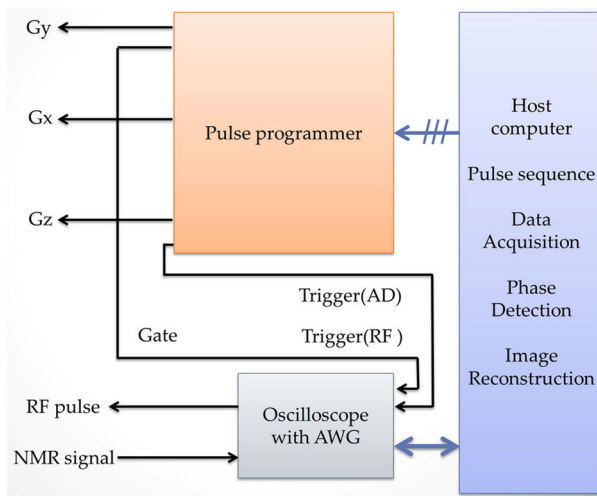 Gy
Gx
Gz
Pulse programmer
Host
computer
Pulse sequence
Data
Acquisition
Phase
Detection
Image
Reconstruction
Trigger(AD)
Gate
Trigger(RF )
RF pulse
NMR signal
Oscilloscope
with AWG